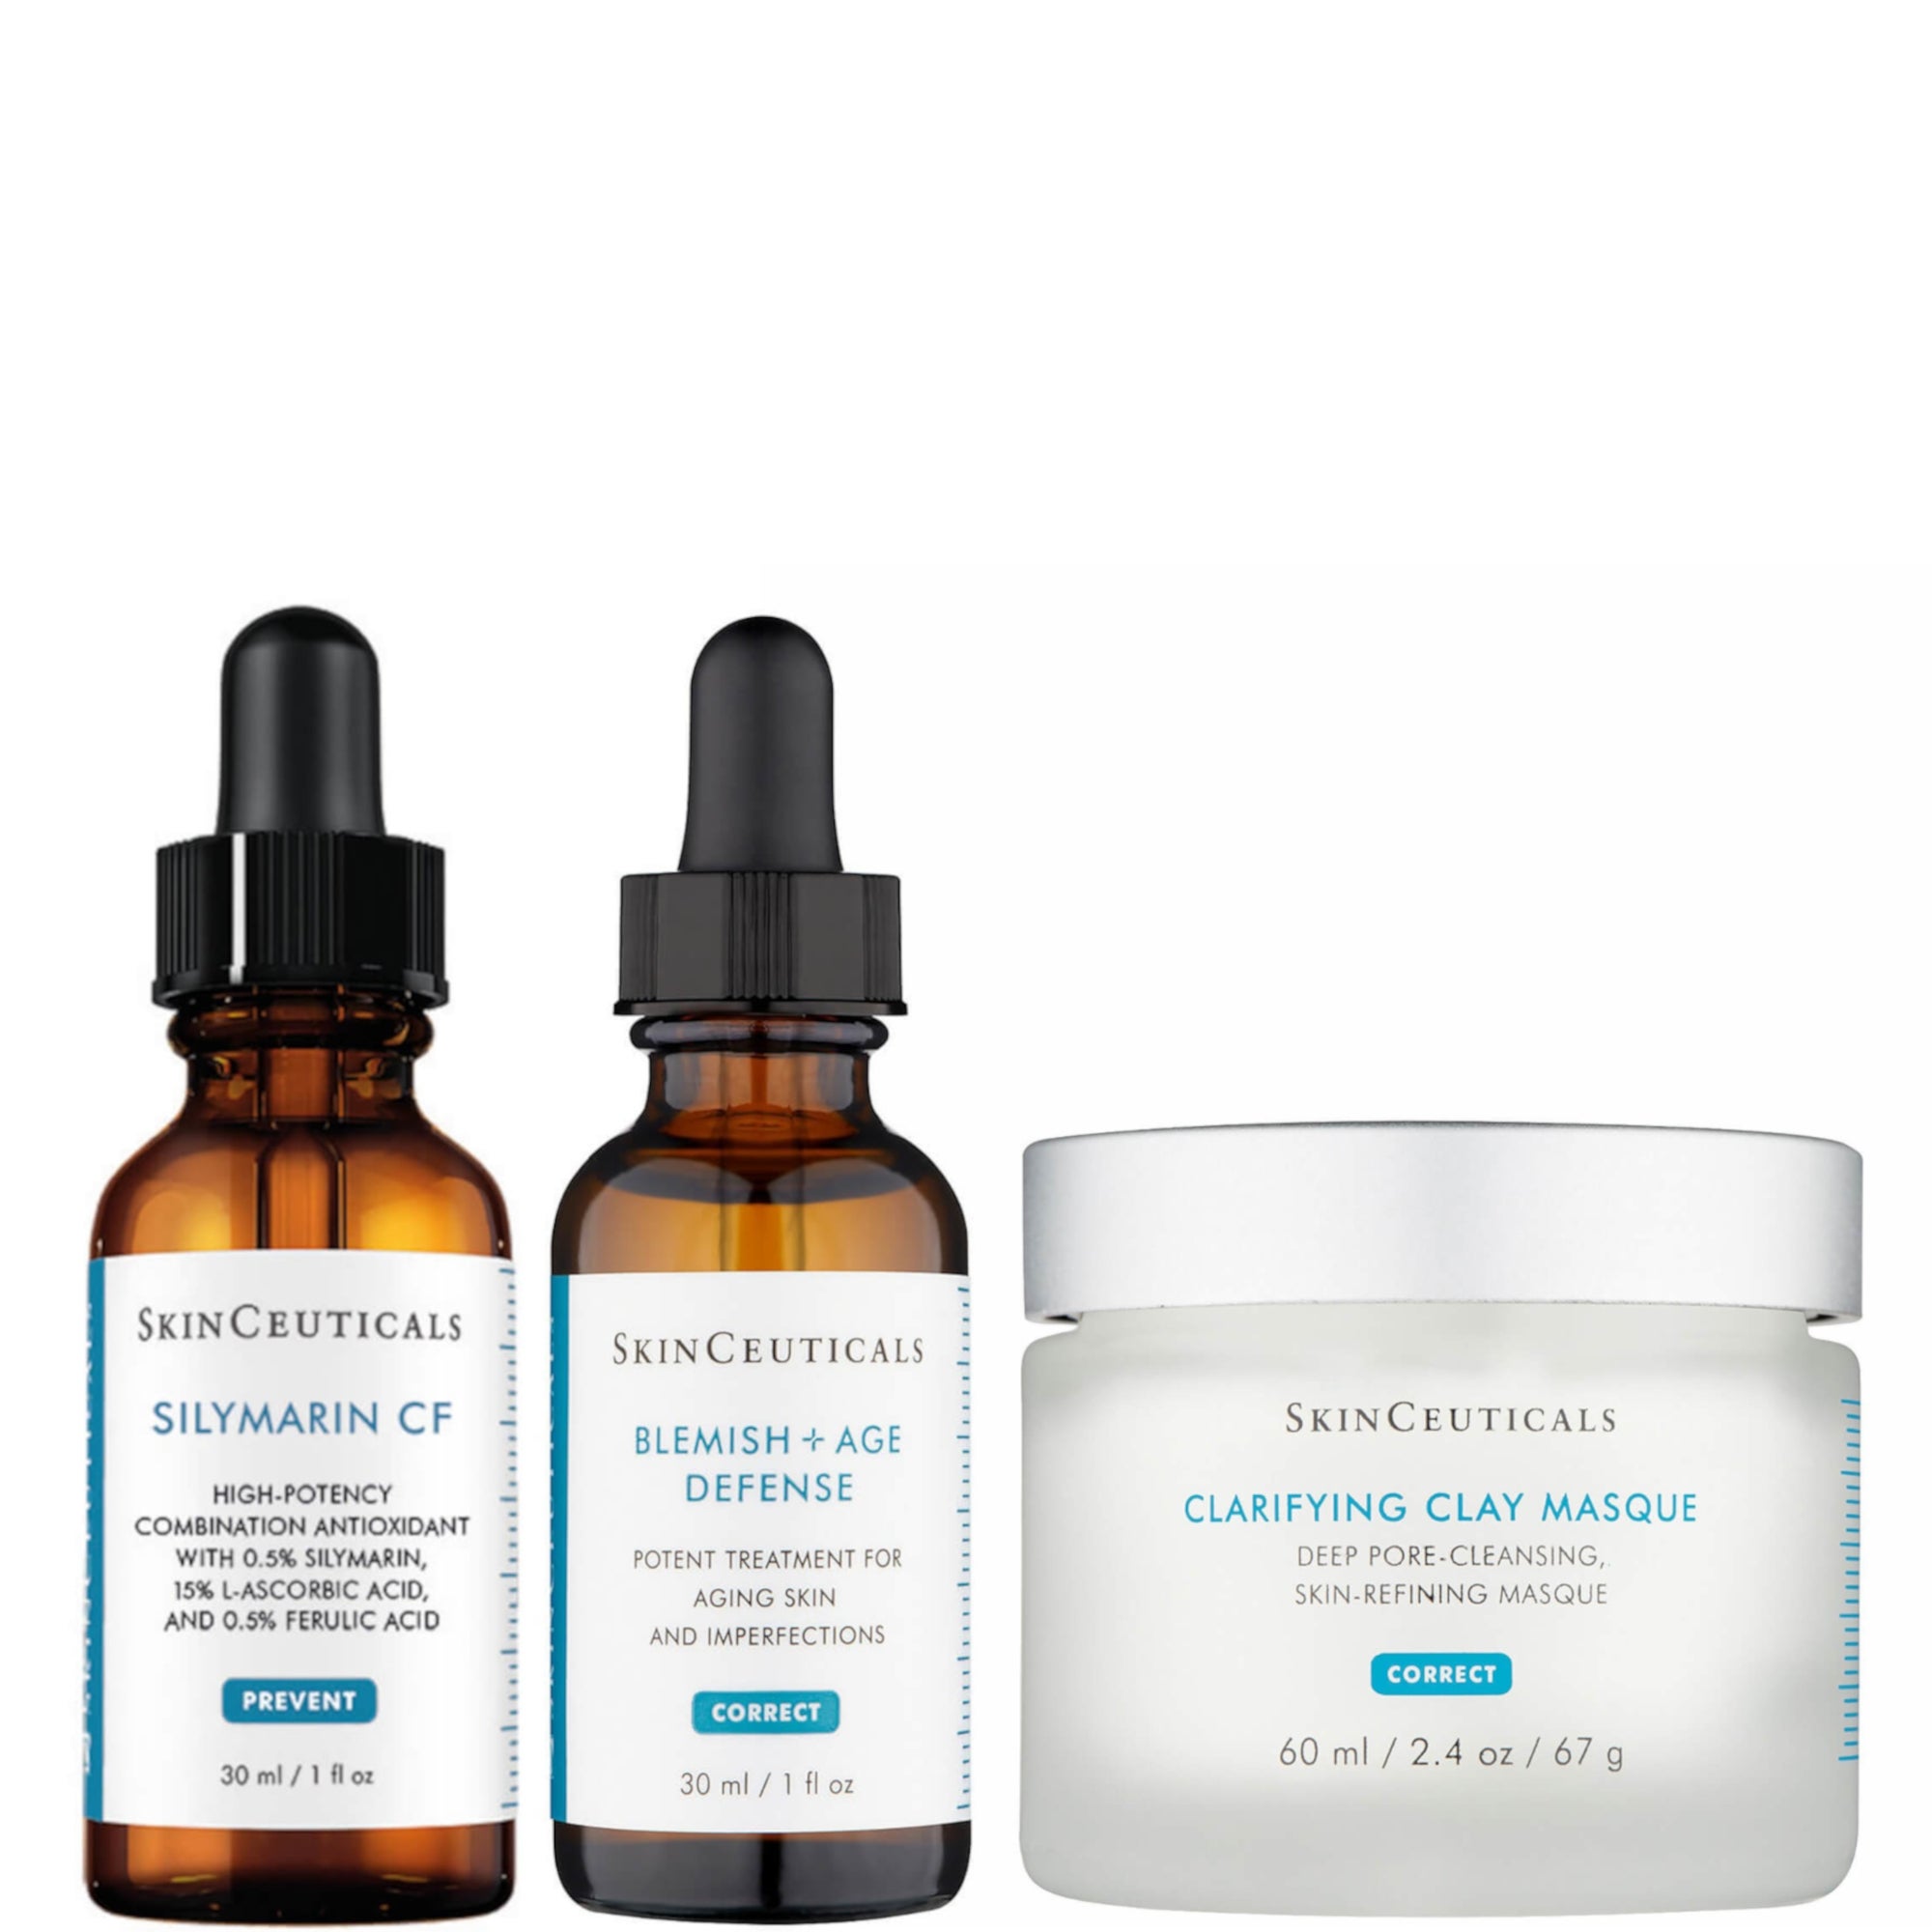 SKINCEUTICALS
SILYMARIN CF
HIGH-POTENCY
COMBINATION ANTIOXIDANT
WITH 0.5% SILYMARIN,
15% L-ASCORBIC ACID,
AND 0.5% FERULIC ACID
PREVENT
30 ml / 1 fl oz
SKINCEUTICALS
BLEMISH + AGE
DEFENSE
POTENT TREATMENT FOR
AGING SKIN
AND IMPERFECTIONS
CORRECT
30 ml / 1 fl oz
SKINCEUTICALS
CLARIFYING CLAY MASQUE
DEEP PORE-CLEANSING,
SKIN-REFINING MASQUE
CORRECT
60 ml / 2.4 oz / 67 g